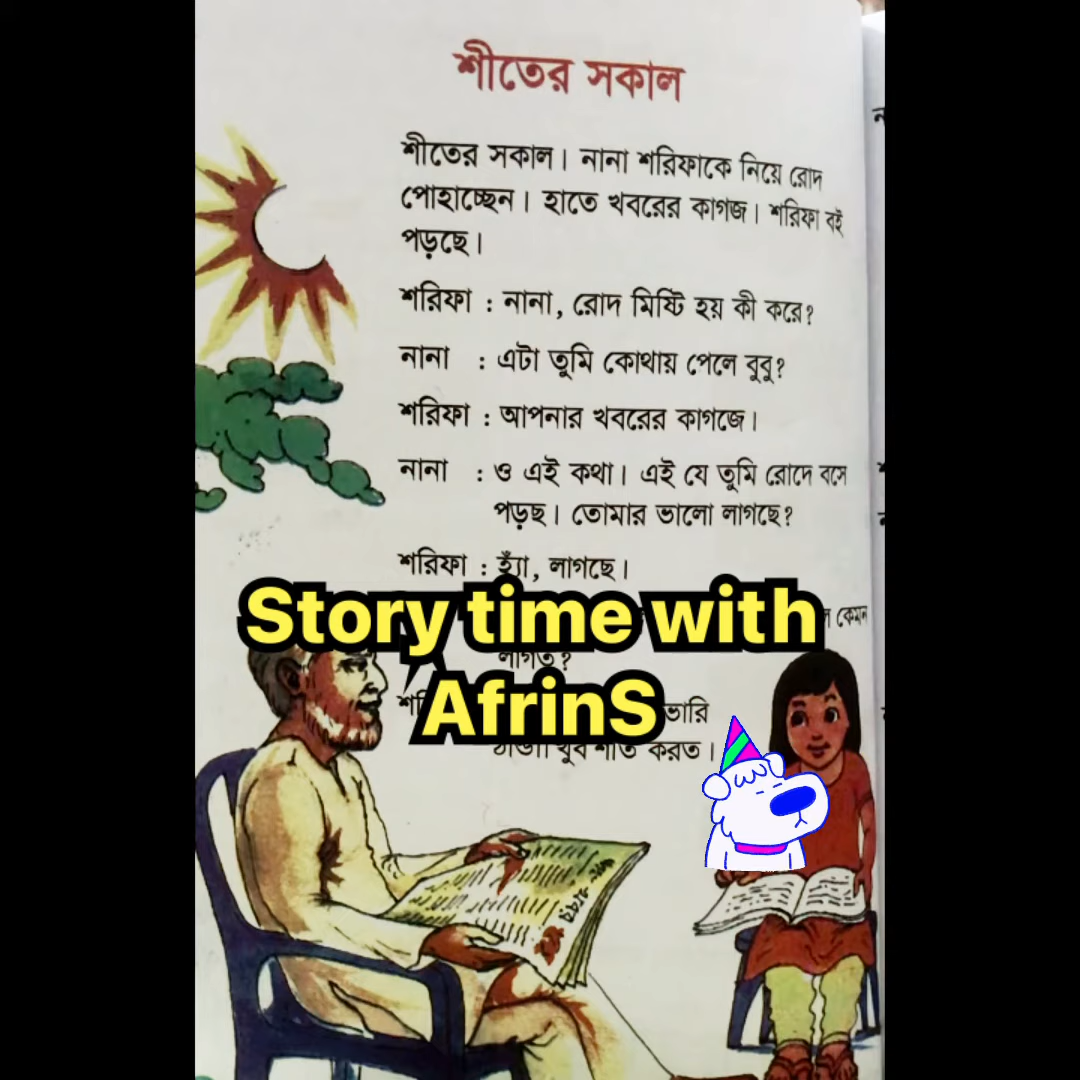 শীতের সকাল
শীতের সকাল। নানা শরিফাকে নিয়ে রোদ
পোহাচ্ছেন। হাতে খবরের কাগজ। শরিফা বই
পড়ছে।
শরিফা : নানা, রোদ মিষ্টি হয় কী করে?
নানা : এটা তুমি কোথায় পেলে বুবু?
শরিফা : আপনার খবরের কাগজে।
নানা : ও এই কথা। এই যে তুমি রোদে বসে
পড়ছ। তোমার ভালো লাগছে?
শরিফা : হ্যাঁ, লাগছে।
Story time with
কেমন
লাগত?
AfrinS
ভারি
ঠান্ডা। খুব শীত করত।